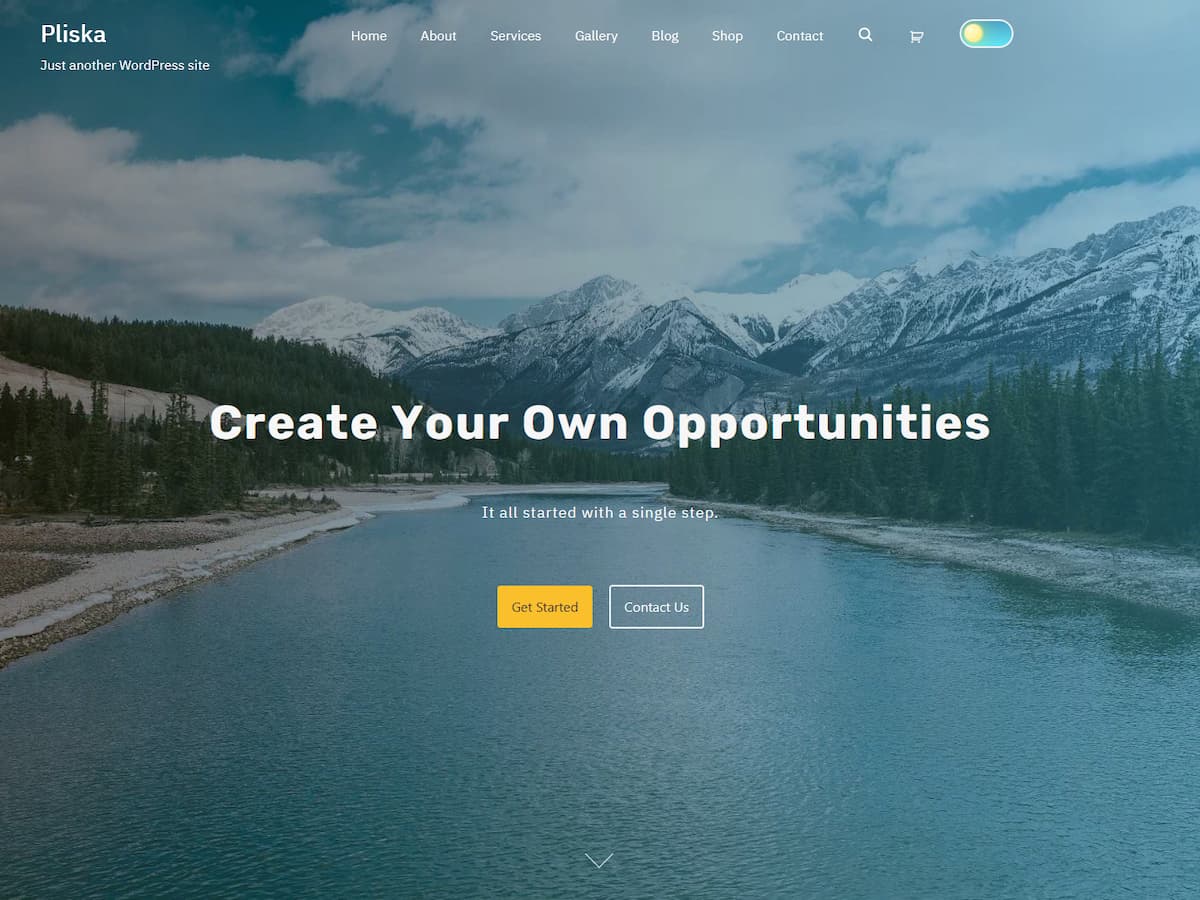 Pliska
Just another WordPress site
Home About Services Gallery Blog Shop Contact
Create Your Own Opportunities
It all started with a single step.
Get Started Contact Us